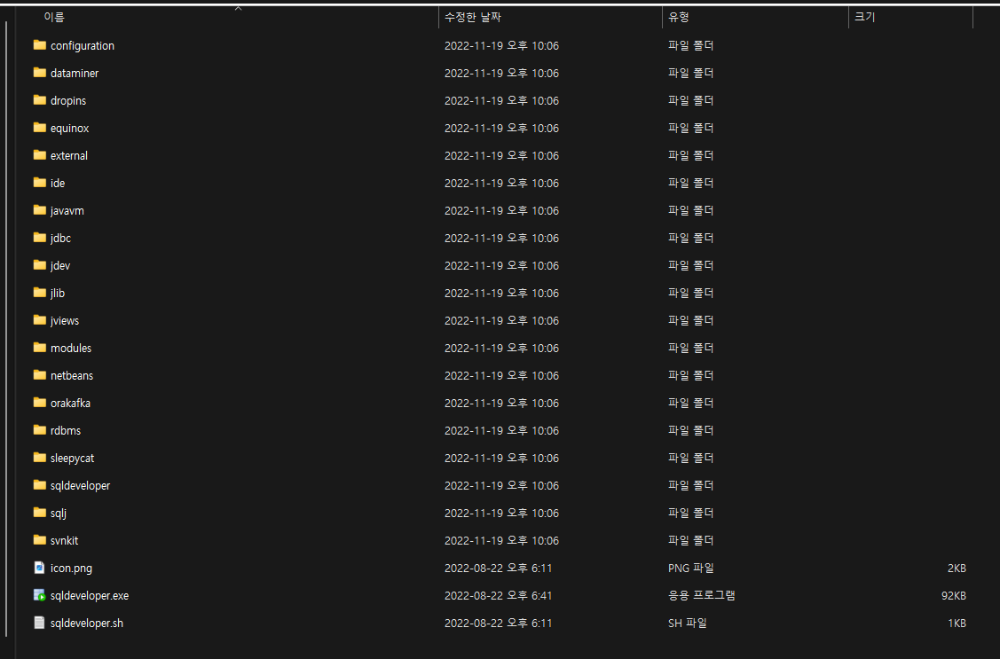 이름 수정한 날짜 유형 크기
configuration 2022-11-19 오후 10:06 파일 폴더
dataminer 2022-11-19 오후 10:06 파일 폴더
dropins 2022-11-19 오후 10:06 파일 폴더
equinox 2022-11-19 오후 10:06 파일 폴더
external 2022-11-19 오후 10:06 파일 폴더
ide 2022-11-19 오후 10:06 파일 폴더
javavm 2022-11-19 오후 10:06 파일 폴더
jdbc 2022-11-19 오후 10:06 파일 폴더
jdev 2022-11-19 오후 10:06 파일 폴더
jlib 2022-11-19 오후 10:06 파일 폴더
jviews 2022-11-19 오후 10:06 파일 폴더
modules 2022-11-19 오후 10:06 파일 폴더
netbeans 2022-11-19 오후 10:06 파일 폴더
orakafka 2022-11-19 오후 10:06 파일 폴더
rdbms 2022-11-19 오후 10:06 파일 폴더
sleepycat 2022-11-19 오후 10:06 파일 폴더
sqldeveloper 2022-11-19 오후 10:06 파일 폴더
sqlj 2022-11-19 오후 10:06 파일 폴더
svnkit 2022-11-19 오후 10:06 파일 폴더
icon.png 2022-08-22 오후 6:11 PNG 파일 2KB
sqldeveloper.exe 2022-08-22 오후 6:41 응용 프로그램 92KB
sqldeveloper.sh 2022-08-22 오후 6:11 SH 파일 1KB